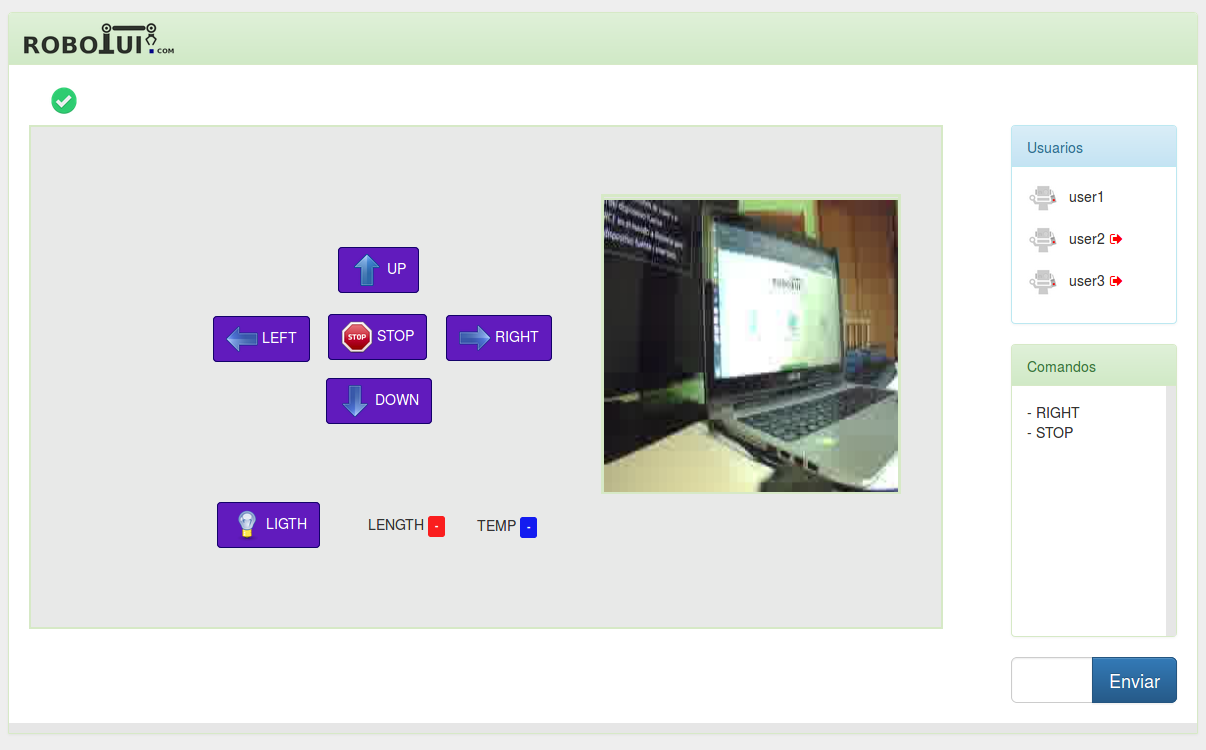 ROBOTUI.COM
Usuarios
user1
user2
user3
UP
LEFT
STOP
STOP
RIGHT
DOWN
LIGTH
LENGTH -
TEMP -
Comandos
- RIGHT
- STOP
Enviar